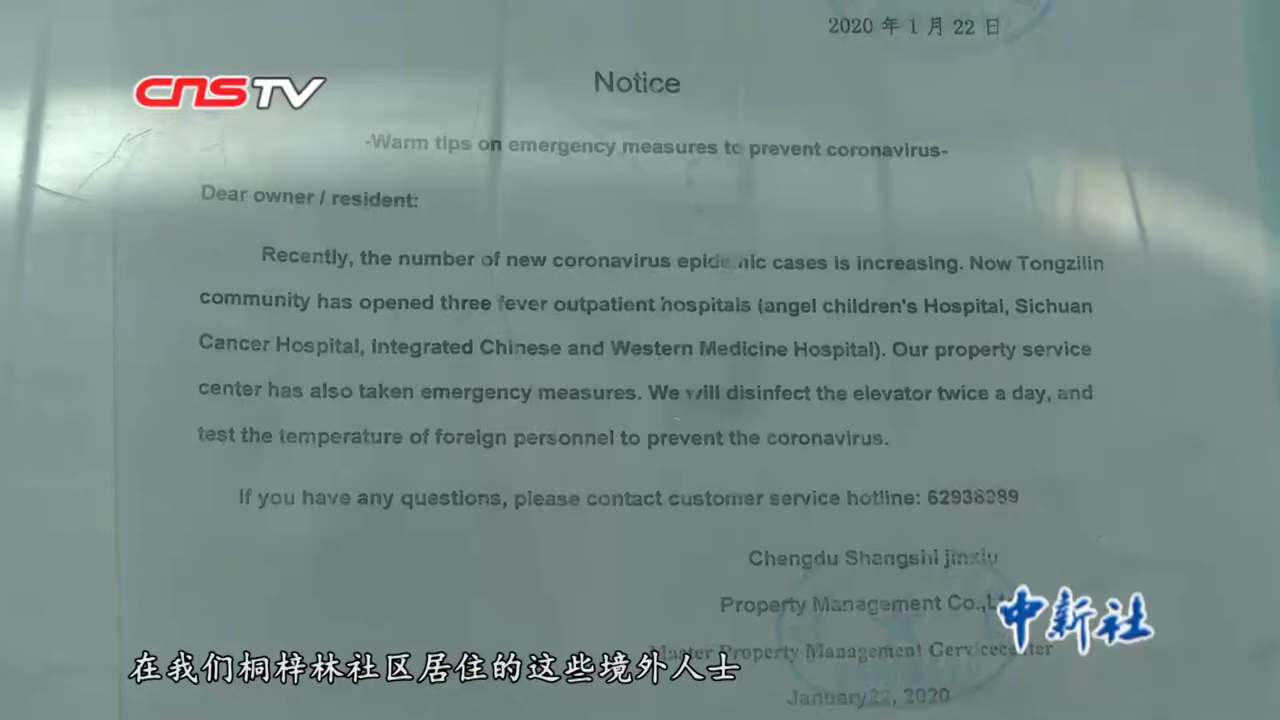 2020 年 1 月 22 日
CNSTV
Notice
-Warm tips on emergency measures to prevent coronavirus-
Dear owner / resident:
Recently, the number of new coronavirus epidemic cases is increasing. Now Tongzilin
community has opened three fever outpatient hospitals (angel children's Hospital, Sichuan
Cancer Hospital, Integrated Chinese and Western Medicine Hospital). Our property service
center has also taken emergency measures. We will disinfect the elevator twice a day, and
test the temperature of foreign personnel to prevent the coronavirus.
If you have any questions, please contact customer service hotline:
Chengdu Shangshi jinxiu
Property Management Co.,
中新社
Property Management
在我们桐梓林社区居住的这些境外人士
January 22, 2020